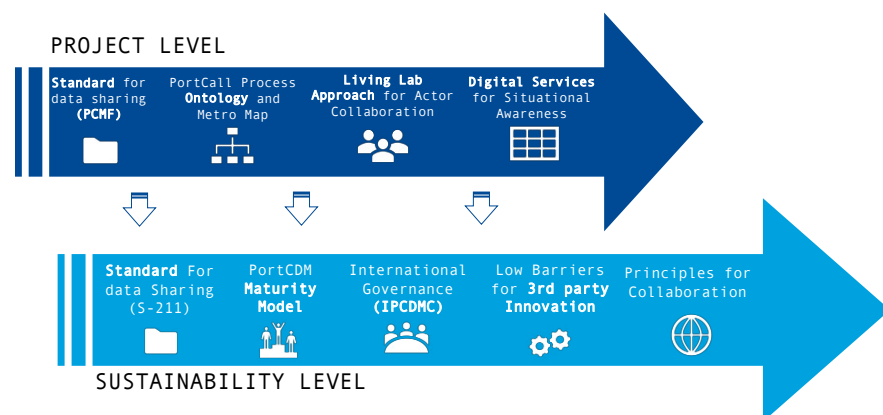 PROJECT LEVEL
Standard for
data sharing
(PCMF)
PortCall Process
Ontology and
Metro Map
Living Lab
Approach for Actor
Collaboration
Digital Services
for Situational
Awareness
Standard For
data Sharing
(S-211)
PortCDM
Maturity
Model
International
Governance
(IPCDMC)
Low Barriers
for 3rd party
Innovation
Principles for
Collaboration
SUSTAINABILITY LEVEL